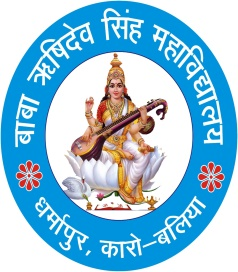 बाबा ऋषिदेव सिंह महाविद्यालय
धर्मापुर, कारो-बलिया